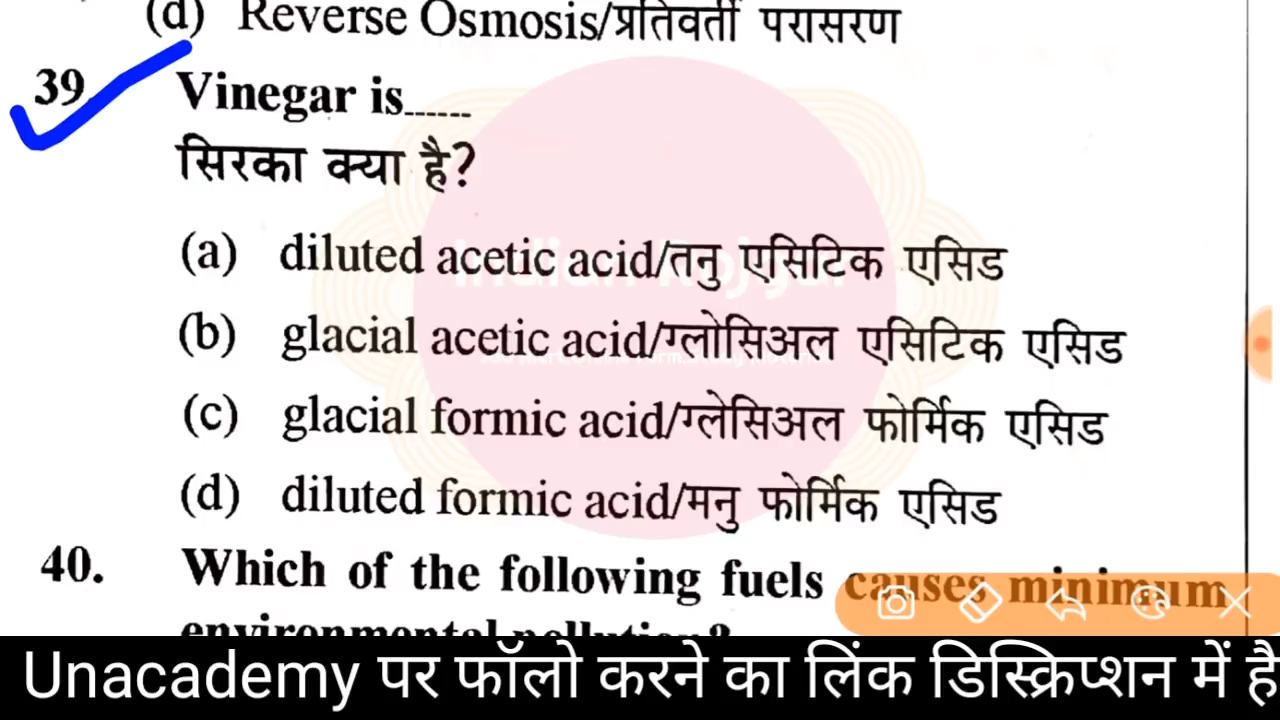 (d) Reverse Osmosis/प्रतिवर्ती परासरण
39. Vinegar is......
सिरका क्या है?
(a) diluted acetic acid/तनु एसिटिक एसिड
(b) glacial acetic acid/ग्लोसिअल एसिटिक एसिड
(c) glacial formic acid/ग्लेसिअल फोर्मिक एसिड
(d) diluted formic acid/मनु फोर्मिक एसिड
40. Which of the following fuels causes minimum
environmental pollution?
Unacademy पर फॉलो करने का लिंक डिस्क्रिप्शन में है